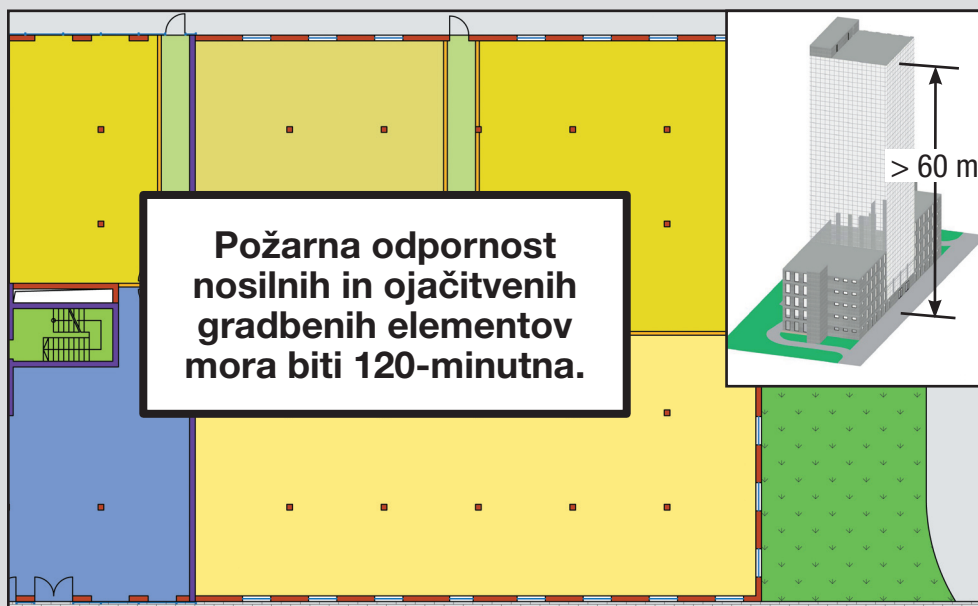 Požarna odpornost
nosilnih in ojačitvenih
gradbenih elementov
mora biti 120-minutna.
> 60 m